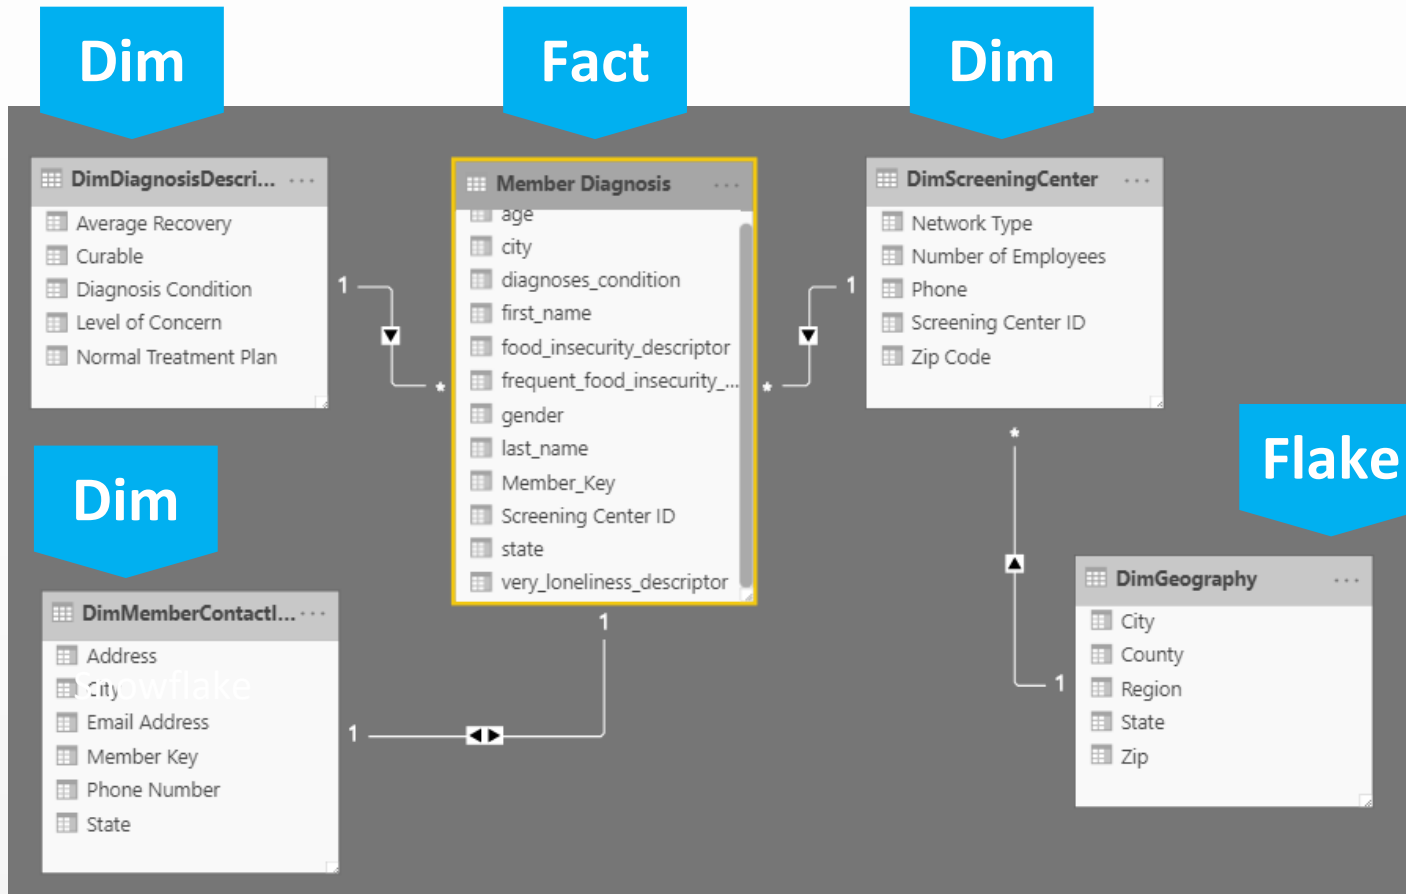 Dim
Fact
Dim
DimDiagnosisDescri... ...
Average Recovery
Curable
Diagnosis Condition
Level of Concern
Normal Treatment Plan
1
*
Member Diagnosis ...
age
city
diagnoses_condition
first_name
food_insecurity_descriptor
frequent_food_insecurity_...
gender
last_name
Member_Key
Screening Center ID
state
very_loneliness_descriptor
1
*
DimScreeningCenter ...
Network Type
Number of Employees
Phone
Screening Center ID
Zip Code
Dim
DimMemberContactI... ...
Address
City
Snowflake
Email Address
Member Key
Phone Number
State
1
1
Flake
*
1
DimGeography ...
City
County
Region
State
Zip